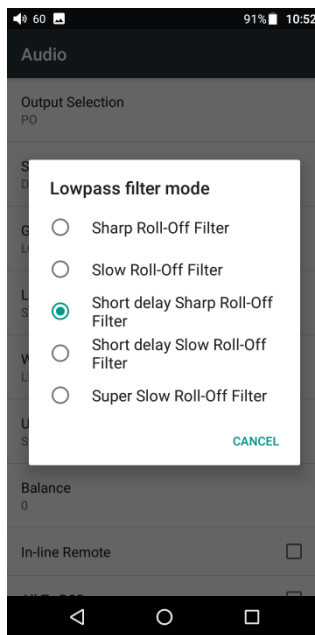 60 91% 10:52
Audio
Output Selection
PO
S
D
Lowpass filter mode
Sharp Roll-Off Filter
G
L
Slow Roll-Off Filter
L
S
Short delay Sharp Roll-Off
Filter
Short delay Slow Roll-Off
Filter
W
L
Super Slow Roll-Off Filter
U
S
CANCEL
Balance
0
In-line Remote